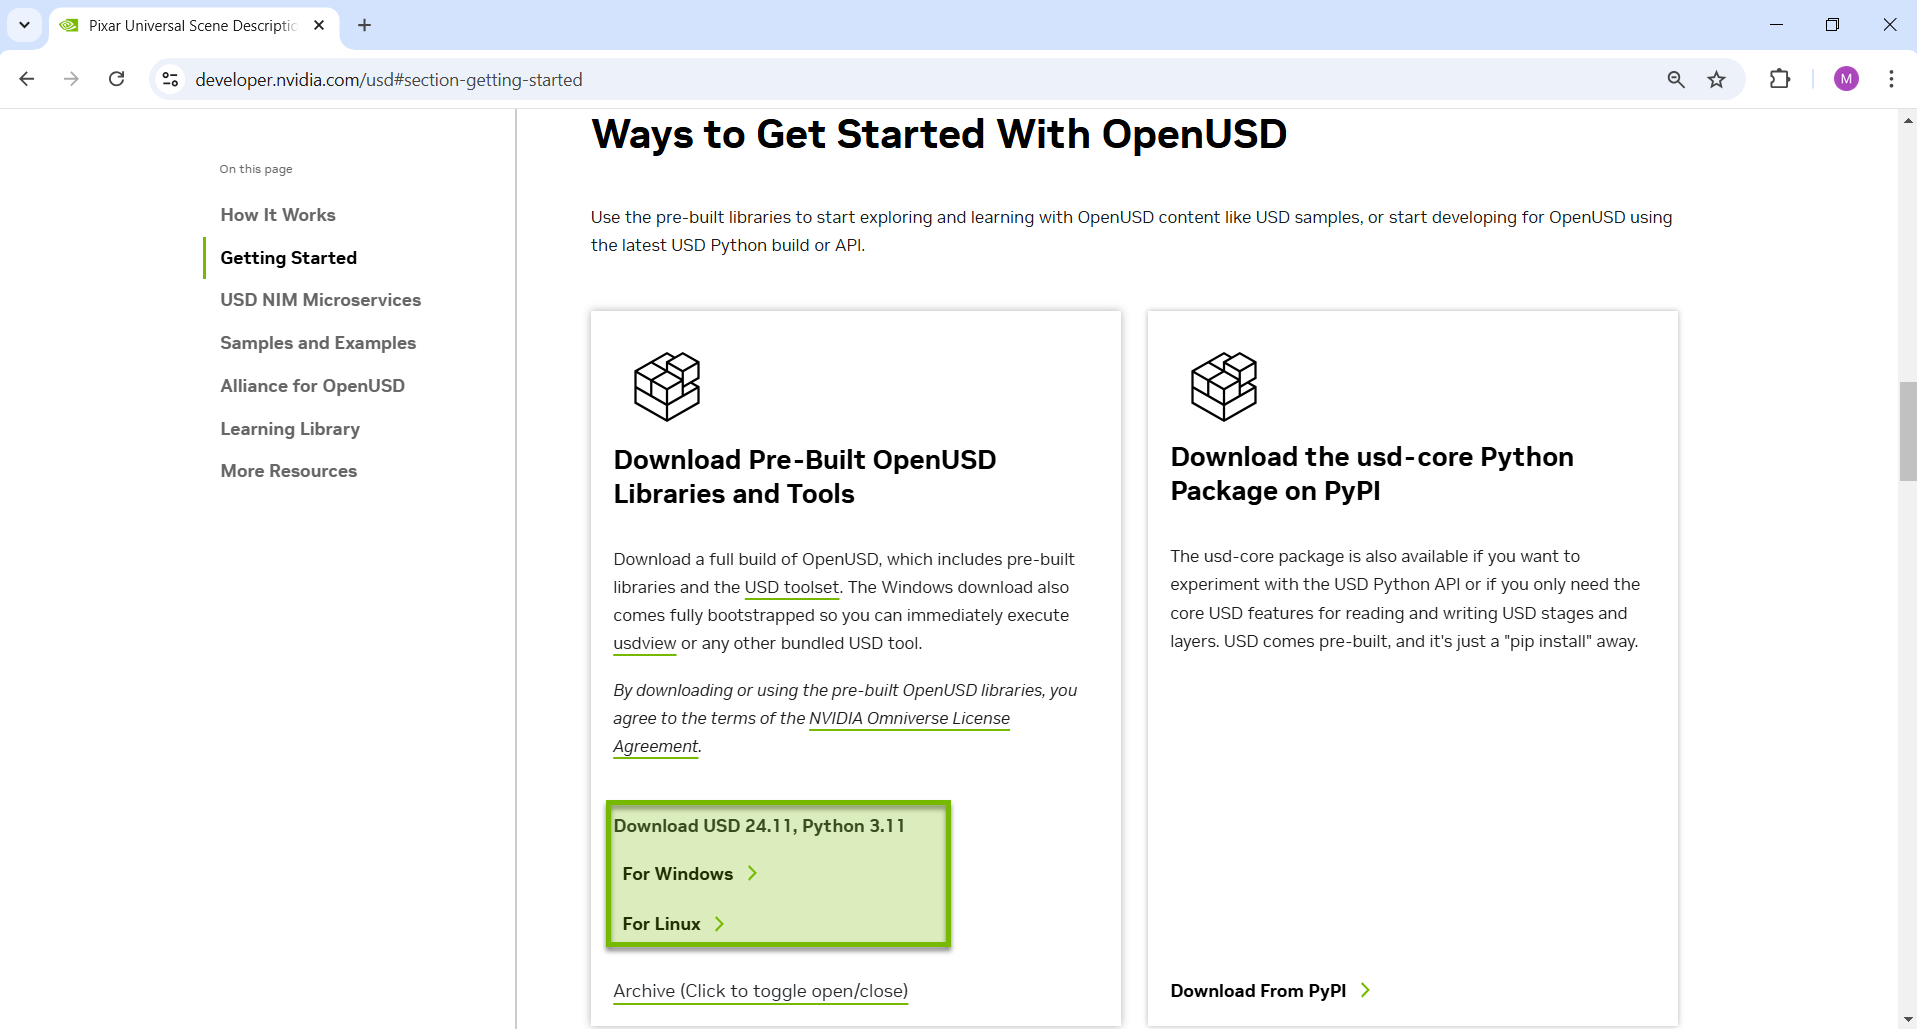 Pixar Universal Scene Descriptio
developer.nvidia.com/usd#section-getting-started
M
On this page
How It Works
Getting Started
USD NIM Microservices
Samples and Examples
Alliance for OpenUSD
Learning Library
More Resources
Ways to Get Started With OpenUSD
Use the pre-built libraries to start exploring and learning with OpenUSD content like USD samples, or start developing for OpenUSD using
the latest USD Python build or API.
Download Pre-Built OpenUSD
Libraries and Tools
Download a full build of OpenUSD, which includes pre-built
libraries and the USD toolset. The Windows download also
comes fully bootstrapped so you can immediately execute
usdview or any other bundled USD tool.
By downloading or using the pre-built OpenUSD libraries, you
agree to the terms of the NVIDIA Omniverse License
Agreement.
Download USD 24.11, Python 3.11
For Windows
For Linux
Archive (Click to toggle open/close)
Download the usd-core Python
Package on PyPI
The usd-core package is also available if you want to
experiment with the USD Python API or if you only need the
core USD features for reading and writing USD stages and
layers. USD comes pre-built, and it's just a "pip install" away.
Download From PyPI